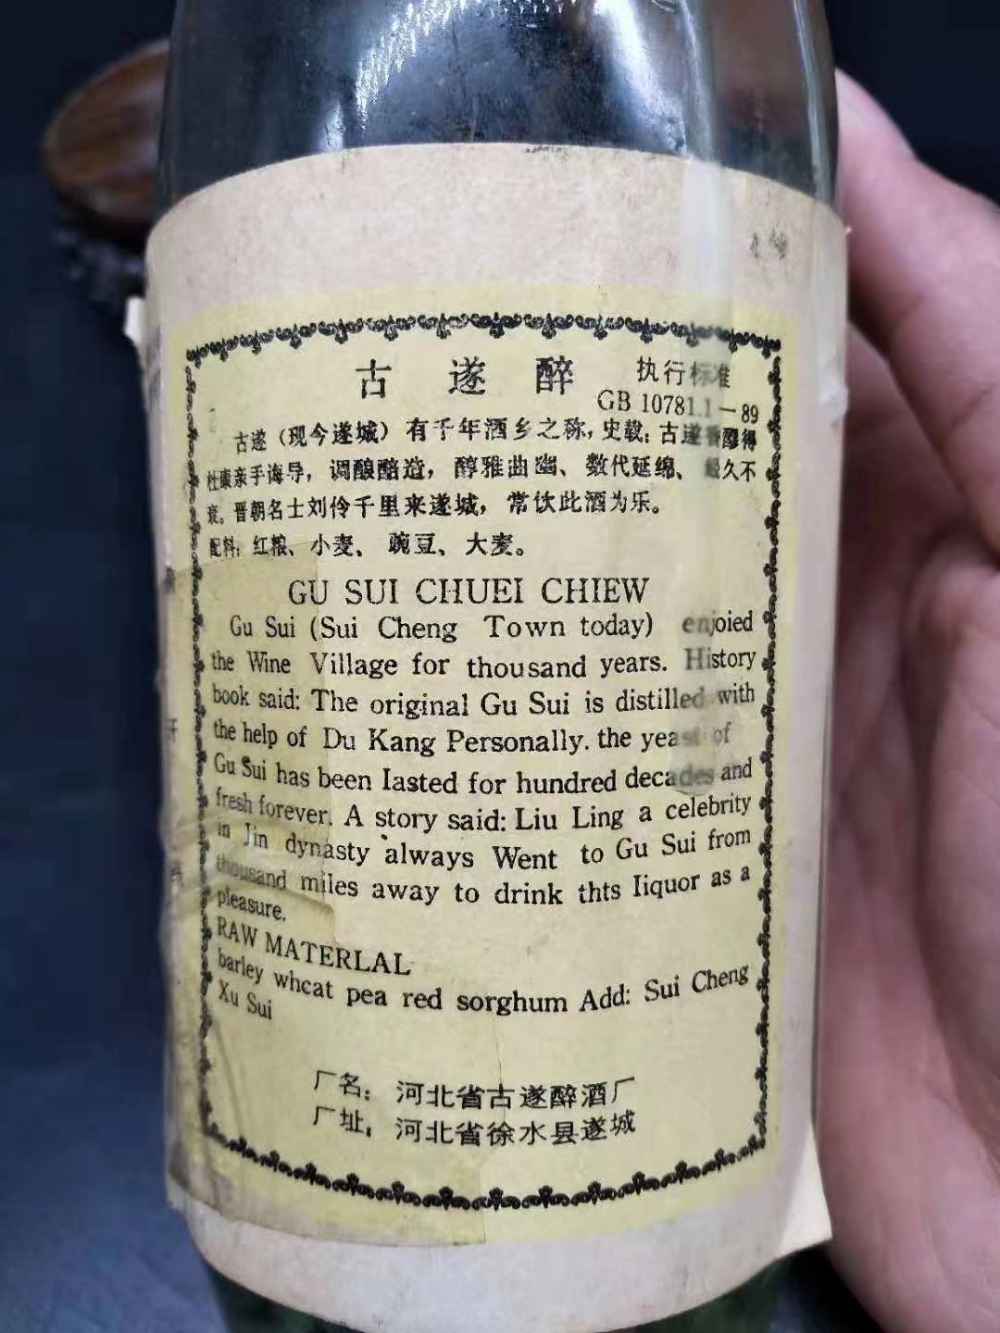 古遂醉
执行标准
GB 10781.1—89
古遂（现今遂城）有千年酒乡之称，史载：古遂香醪得
杜康亲手诲导，调酿酷造，醇雅曲幽、数代延绵、经久不
衰。晋朝名士刘伶千里来遂城，常饮此酒为乐。
配料：红粮、小麦、豌豆、大麦。
GU SUI CHUEI CHIEW
Gu Sui (Sui Cheng Town today) enjoied
the Wine Village for thousand years. History
book said: The original Gu Sui is distilled with
the help of Du Kang Personally. the yeast of
Gu Sui has been Iasted for hundred decades and
fresh forever. A story said: Liu Ling a celebrity
in Jin dynasty always Went to Gu Sui from
thousand miles away to drink thts Iiquor as a
pleasure.
RAW MATERLAL
barley whcat pea red sorghum Add: Sui Cheng
Xu Sui
厂名：河北省古遂醉酒厂
厂址：河北省徐水县遂城